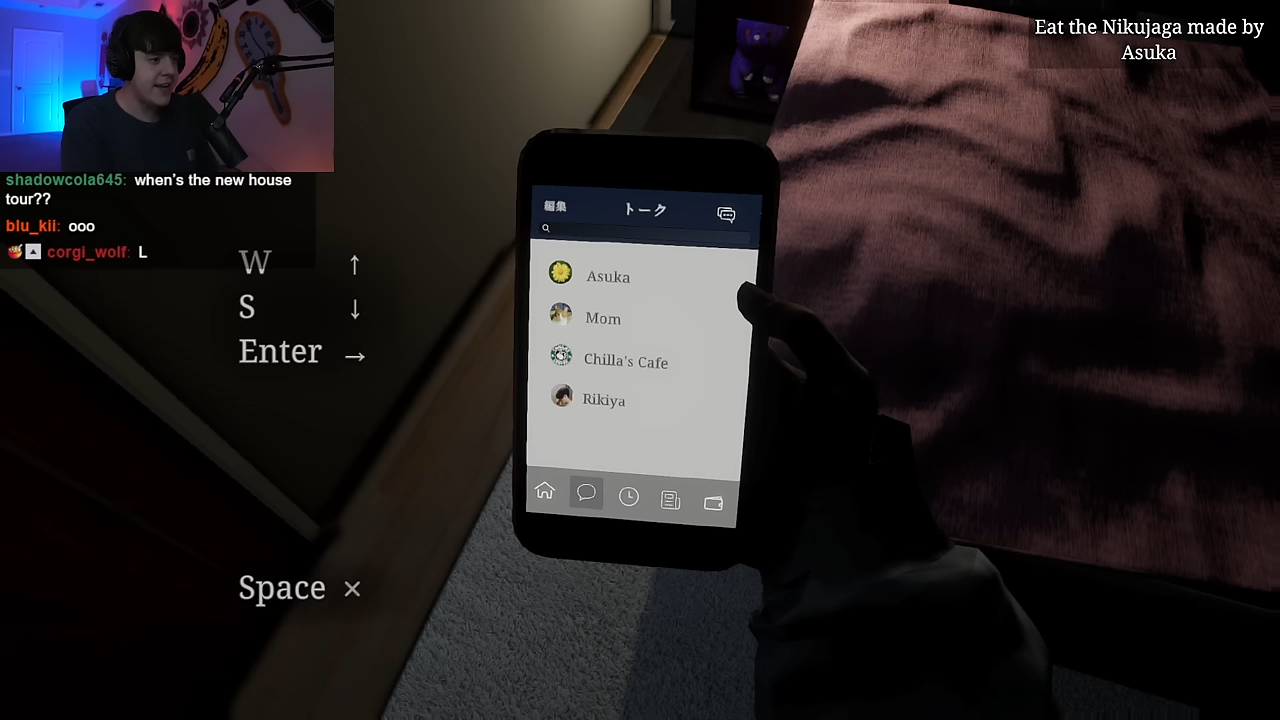 Eat the Nikujaga made by
Asuka
shadowcola645: when's the new house
tour??
blu_kii: ooo
corgi_wolf: L
W ↑
S ↓
Enter →
Space ×
編集 トーク
Asuka
Mom
Chilla's Cafe
Rikiya